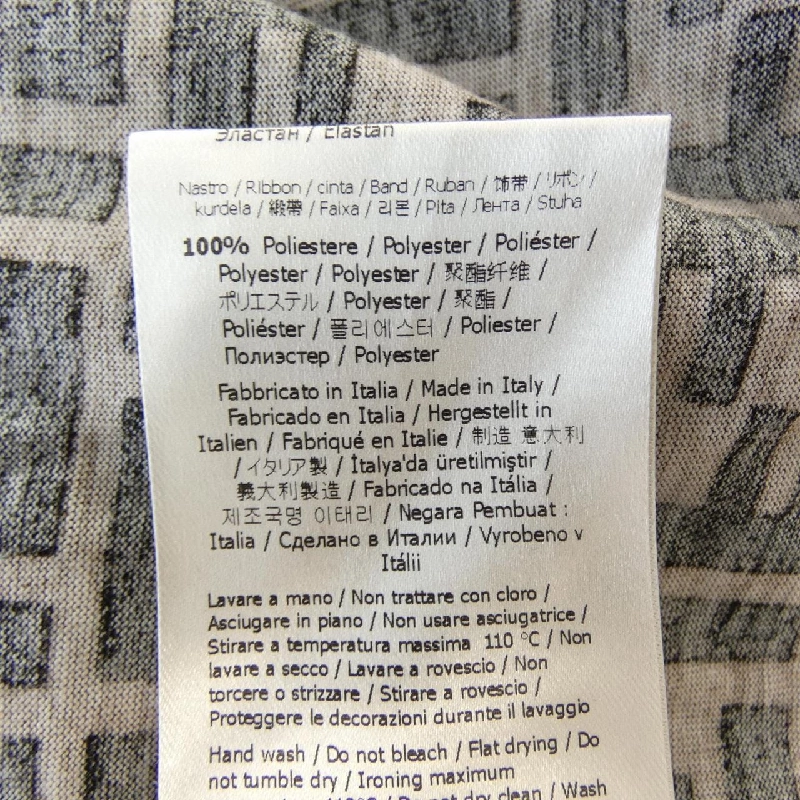 Эластан / Elastan
Nastro / Ribbon / cinta / Band / Ruban / 饰带 / リボン /
kurdela / 緞帶 / Faixa / 리본 / Pita / Лента / Stuha
100% Poliestere / Polyester / Poliéster /
Polyester / Polyester / 聚酯纤维 /
ポリエステル / Polyester / 聚酯 /
Poliéster / 폴리에스터 / Poliester /
Полиэстер / Polyester
Fabbricato in Italia / Made in Italy /
Fabricado en Italia / Hergestellt in
Italien / Fabriqué en Italie / 制造 意大利
/ イタリア製 / İtalya'da üretilmiştir /
義大利製造 / Fabricado na Itália /
제조국명 이태리 / Negara Pembuat :
Italia / Сделано в Италии / Vyrobeno v
Itálii
Lavare a mano / Non trattare con cloro /
Asciugare in piano / Non usare asciugatrice /
Stirare a temperatura massima 110 °C / Non
lavare a secco / Lavare a rovescio / Non
torcere o strizzare / Stirare a rovescio /
Proteggere le decorazioni durante il lavaggio
Hand wash / Do not bleach / Flat drying / Do
not tumble dry / Ironing maximum
110°C / Do not dry clean / Wash